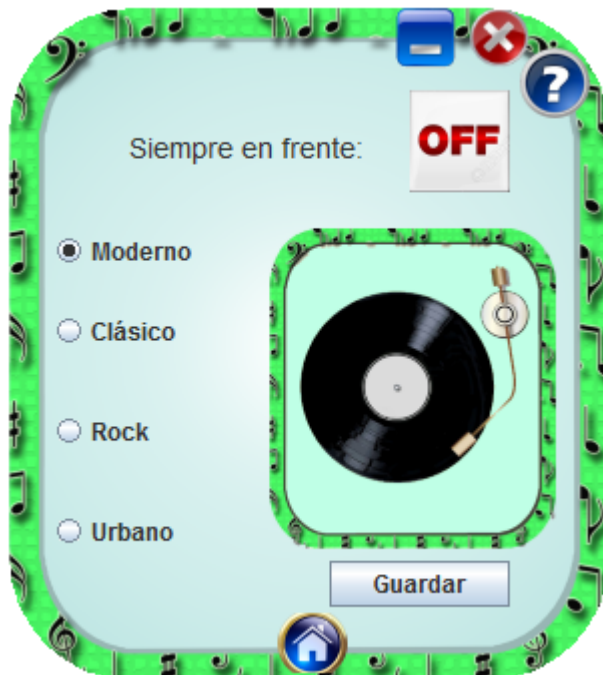 ?
Siempre en frente:
OFF
Moderno
Clásico
Rock
Urbano
Guardar